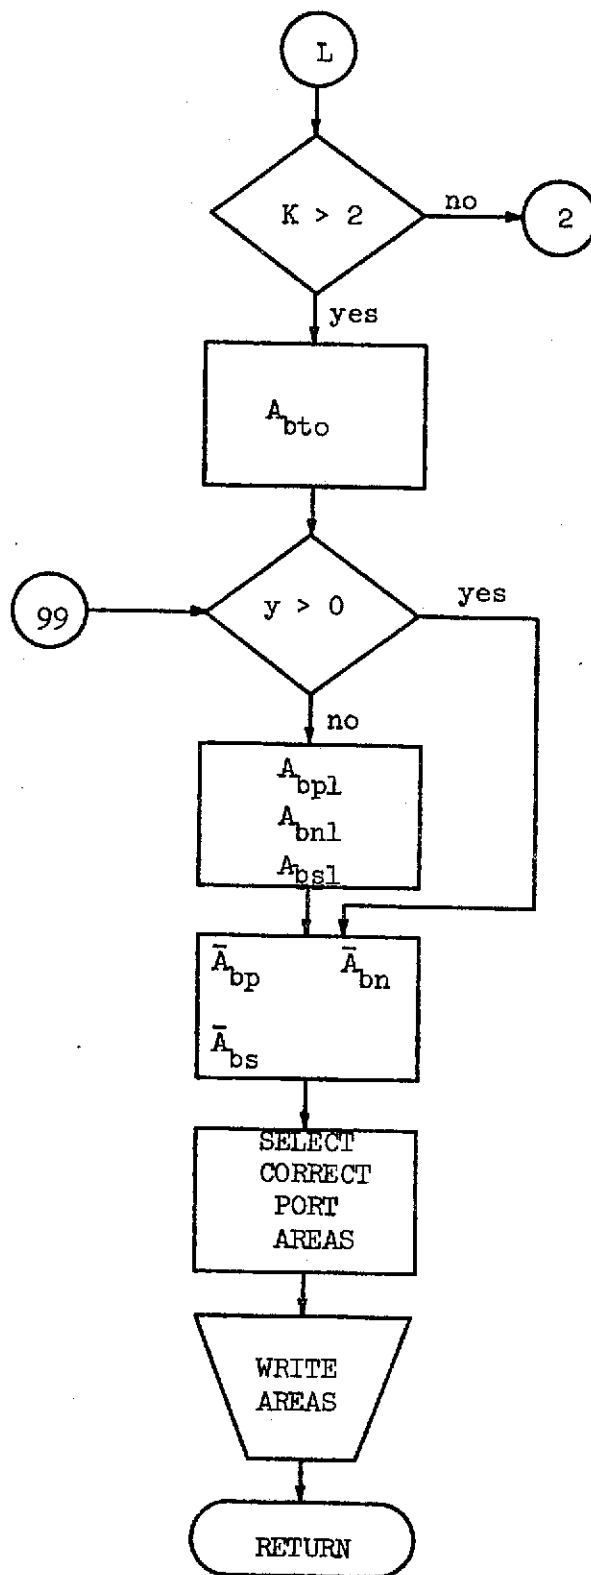 L
K > 2
no
2
yes
A_bto
99
y > 0
yes
no
A_bpl
A_bnl
A_bsl
Ā_bp Ā_bn
Ā_bs
SELECT
CORRECT
PORT
AREAS
WRITE
AREAS
RETURN